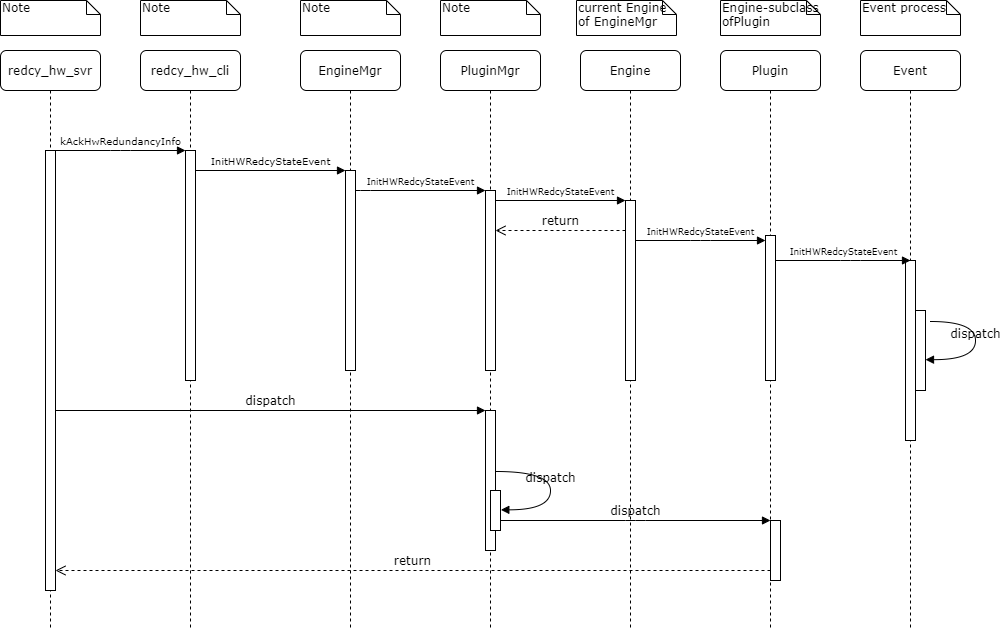 Note
Note
Note
Note
current Engine
of EngineMgr
Engine-subclass
ofPlugin
Event process
redcy_hw_svr
redcy_hw_cli
EngineMgr
PluginMgr
Engine
Plugin
Event
kAckHwRedundancyInfo
InitHWRedcyStateEvent
InitHWRedcyStateEvent
InitHWRedcyStateEvent
return
InitHWRedcyStateEvent
InitHWRedcyStateEvent
dispatch
dispatch
dispatch
dispatch
return